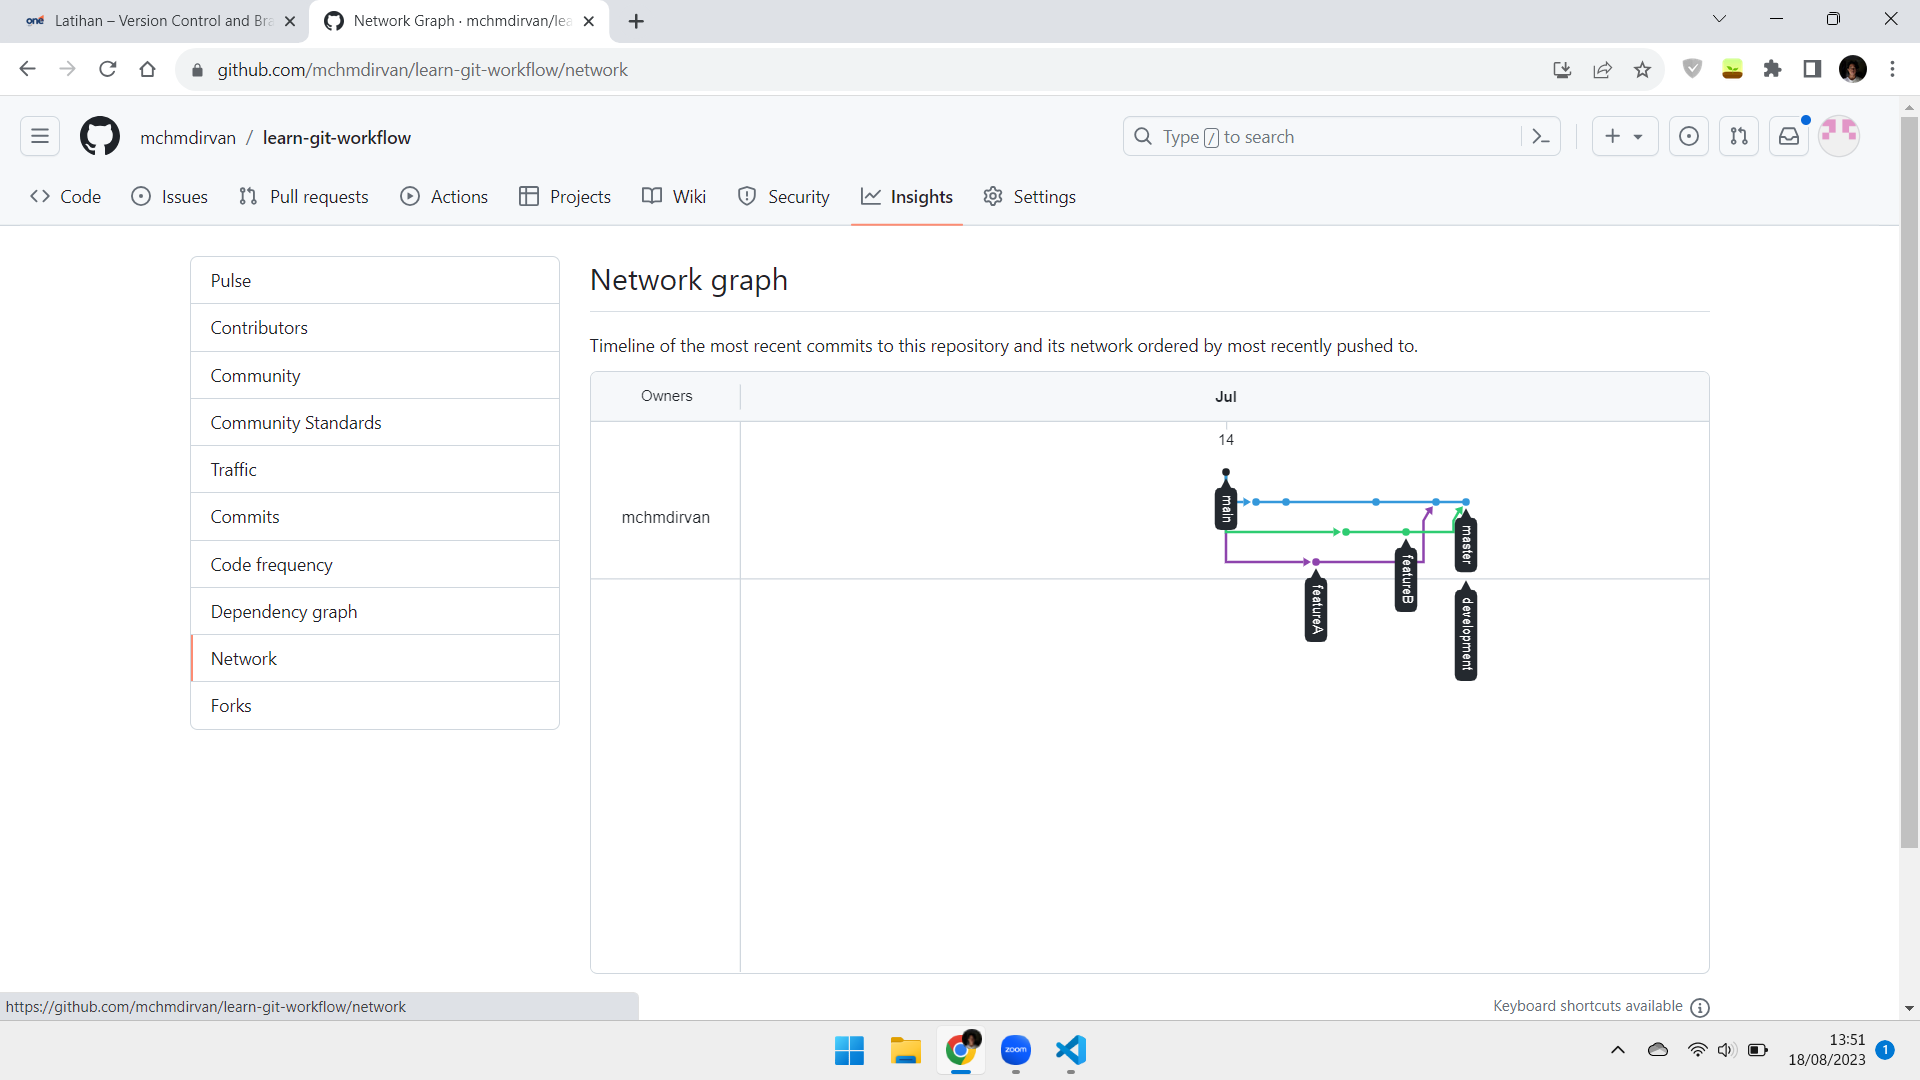 one Latihan – Version Control and Bra
Network Graph · mchmdirvan/lea
github.com/mchmdirvan/learn-git-workflow/network
mchmdirvan / learn-git-workflow
Type / to search
Code Issues Pull requests Actions Projects Wiki Security Insights Settings
Pulse
Contributors
Community
Community Standards
Traffic
Commits
Code frequency
Dependency graph
Network
Forks
Network graph
Timeline of the most recent commits to this repository and its network ordered by most recently pushed to.
Owners
Jul
14
mchmdirvan
main
master
featureB
featureA
development
https://github.com/mchmdirvan/learn-git-workflow/network
Keyboard shortcuts available
zoom
13:51
18/08/2023
1